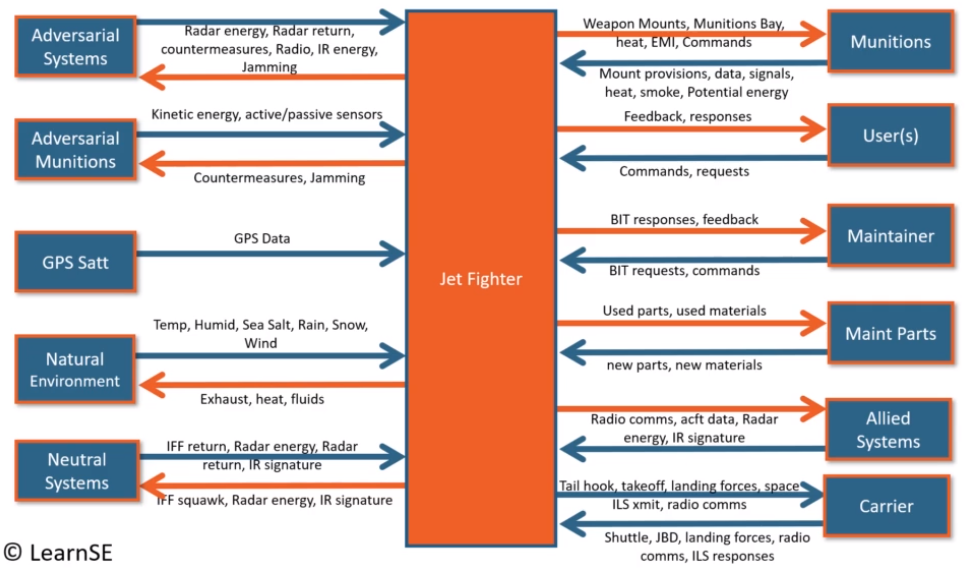 Adversarial
Systems
Radar energy, Radar return,
countermeasures, Radio, IR energy,
Jamming
Adversarial
Munitions
Kinetic energy, active/passive sensors
Countermeasures, Jamming
GPS Satt
GPS Data
Natural
Environment
Temp, Humid, Sea Salt, Rain, Snow,
Wind
Exhaust, heat, fluids
Neutral
Systems
IFF return, Radar energy, Radar
return, IR signature
IFF squawk, Radar energy, IR signature
Jet Fighter
Weapon Mounts, Munitions Bay,
heat, EMI, Commands
Mount provisions, data, signals,
heat, smoke, Potential energy
Munitions
Feedback, responses
Commands, requests
User(s)
BIT responses, feedback
BIT requests, commands
Maintainer
Used parts, used materials
new parts, new materials
Maint Parts
Radio comms, acft data, Radar
energy, IR signature
Allied
Systems
Tail hook, takeoff, landing forces, space
ILS xmit, radio comms
Shuttle, JBD, landing forces, radio
comms, ILS responses
Carrier
© LearnSE